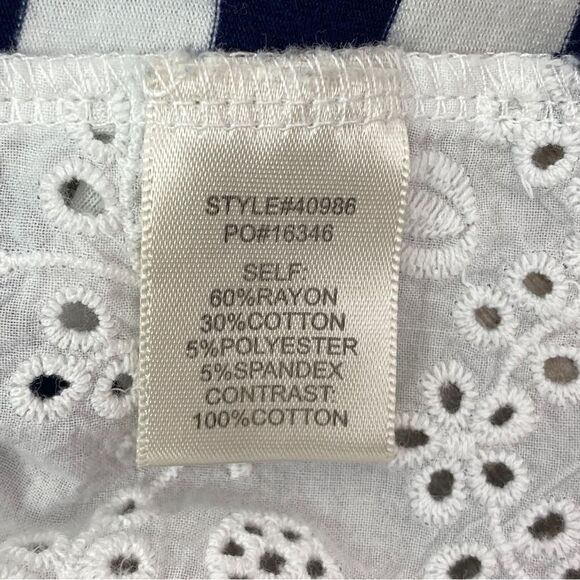 STYLE#40986
PO#16346
SELF:
60%RAYON
30%COTTON
5%POLYESTER
5%SPANDEX
CONTRAST:
100%COTTON